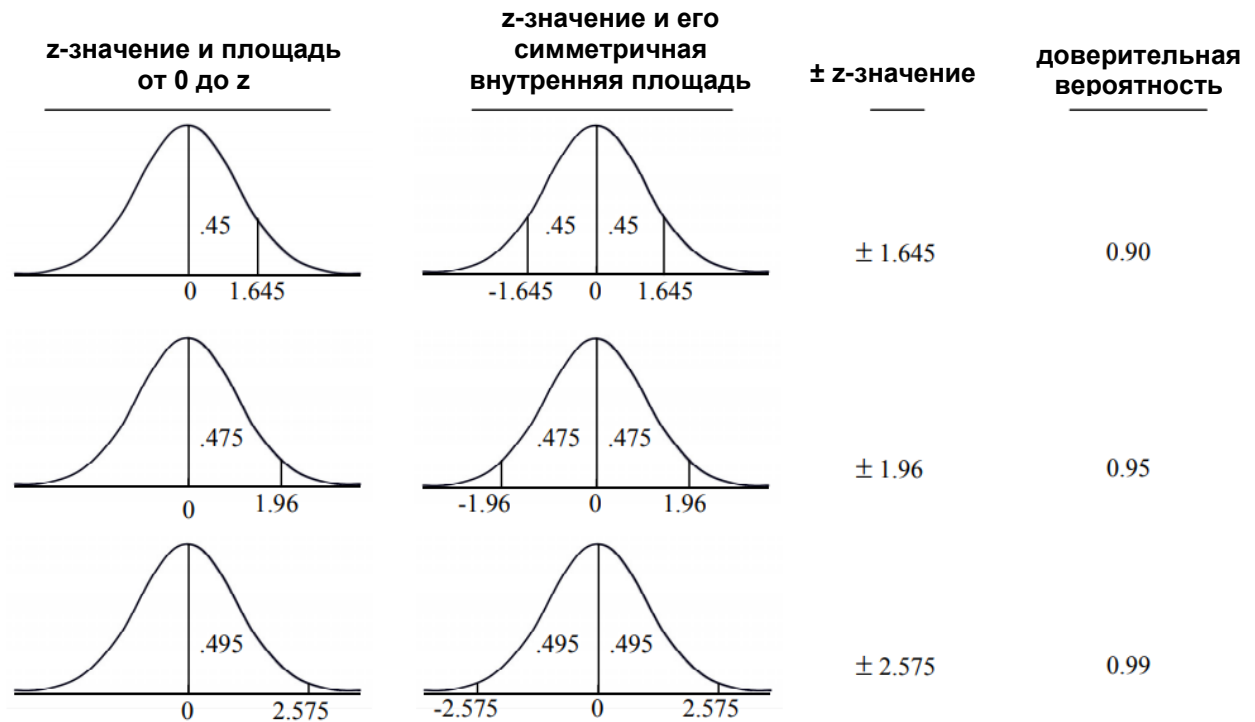 z-значение и площадь
от 0 до z
z-значение и его
симметричная
внутренняя площадь
± z-значение
доверительная
вероятность
.45
0 1.645
.45 .45
-1.645 0 1.645
± 1.645
0.90
.475
0 1.96
.475 .475
-1.96 0 1.96
± 1.96
0.95
.495
0 2.575
.495 .495
-2.575 0 2.575
± 2.575
0.99